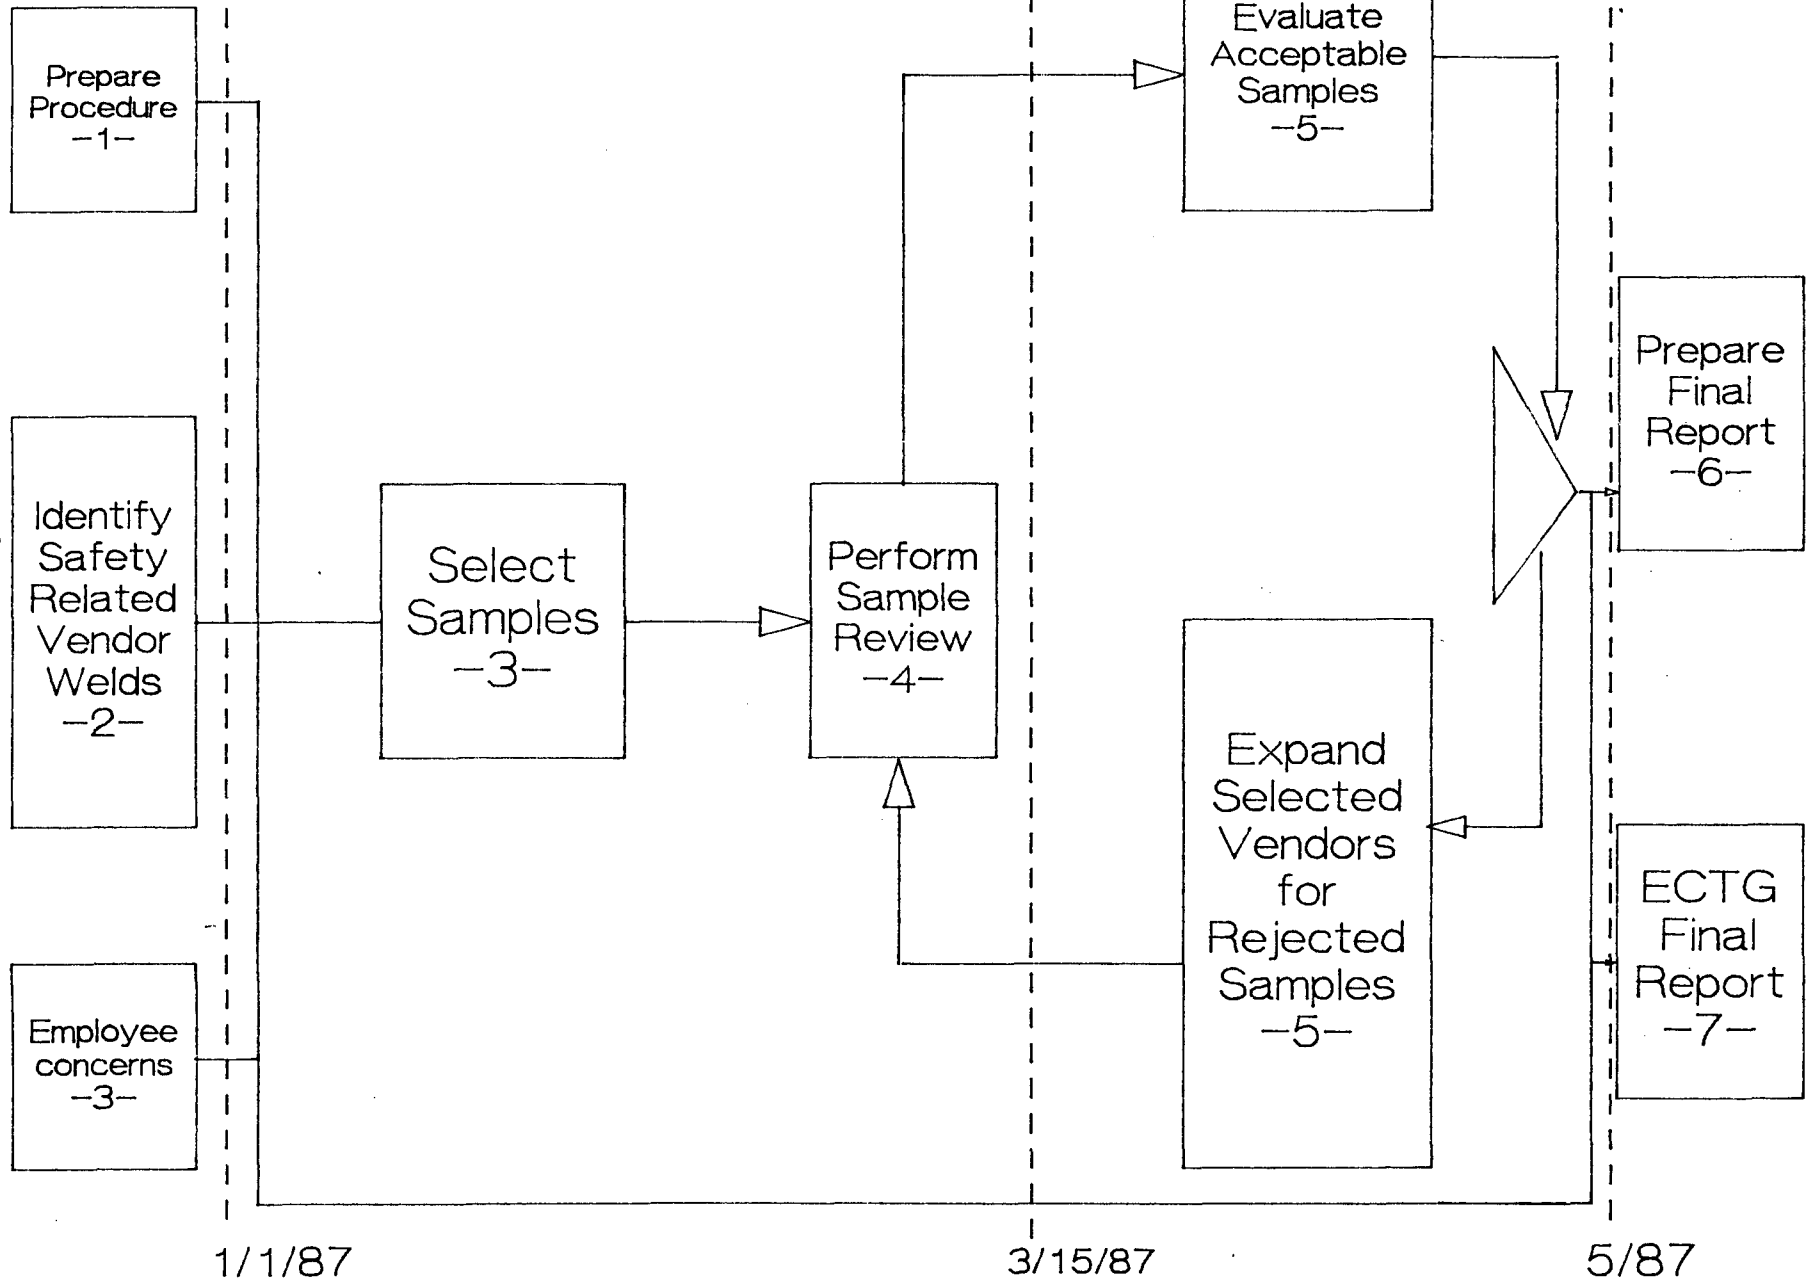 Prepare
Procedure
-1-
Identify
Safety
Related
Vendor
Welds
-2-
Employee
concerns
-3-
Select
Samples
-3-
Perform
Sample
Review
-4-
Evaluate
Acceptable
Samples
-5-
Expand
Selected
Vendors
for
Rejected
Samples
-5-
Prepare
Final
Report
-6-
ECTG
Final
Report
-7-
1/1/87
3/15/87
5/87